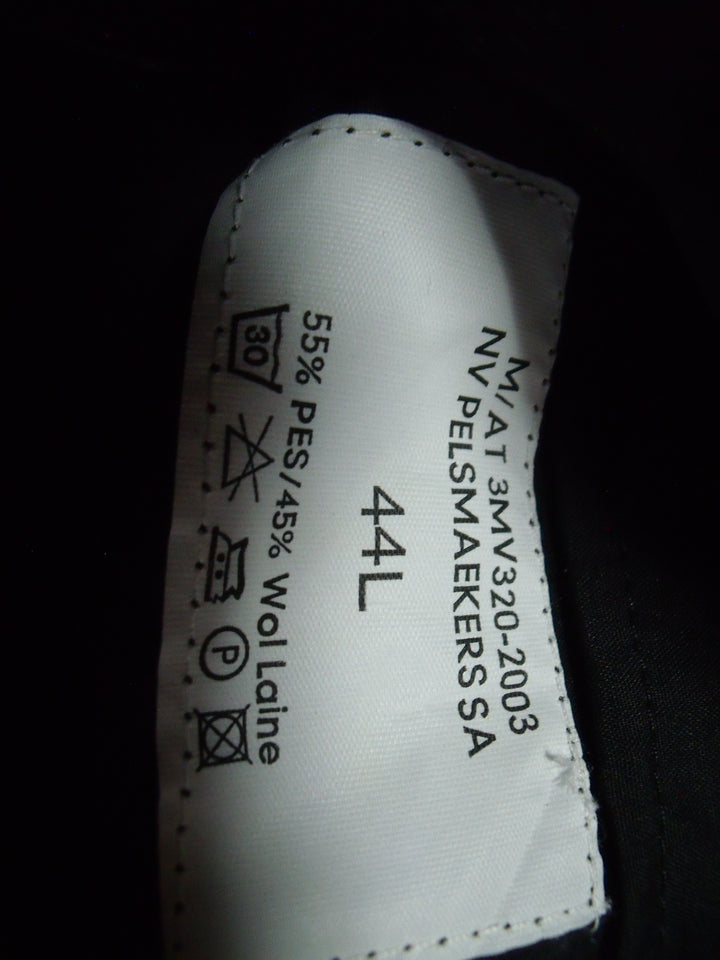 M/AT 3MV320-2003
NV PELSMAEKERS SA
44L
55% PES/45% Wol Laine
30 P